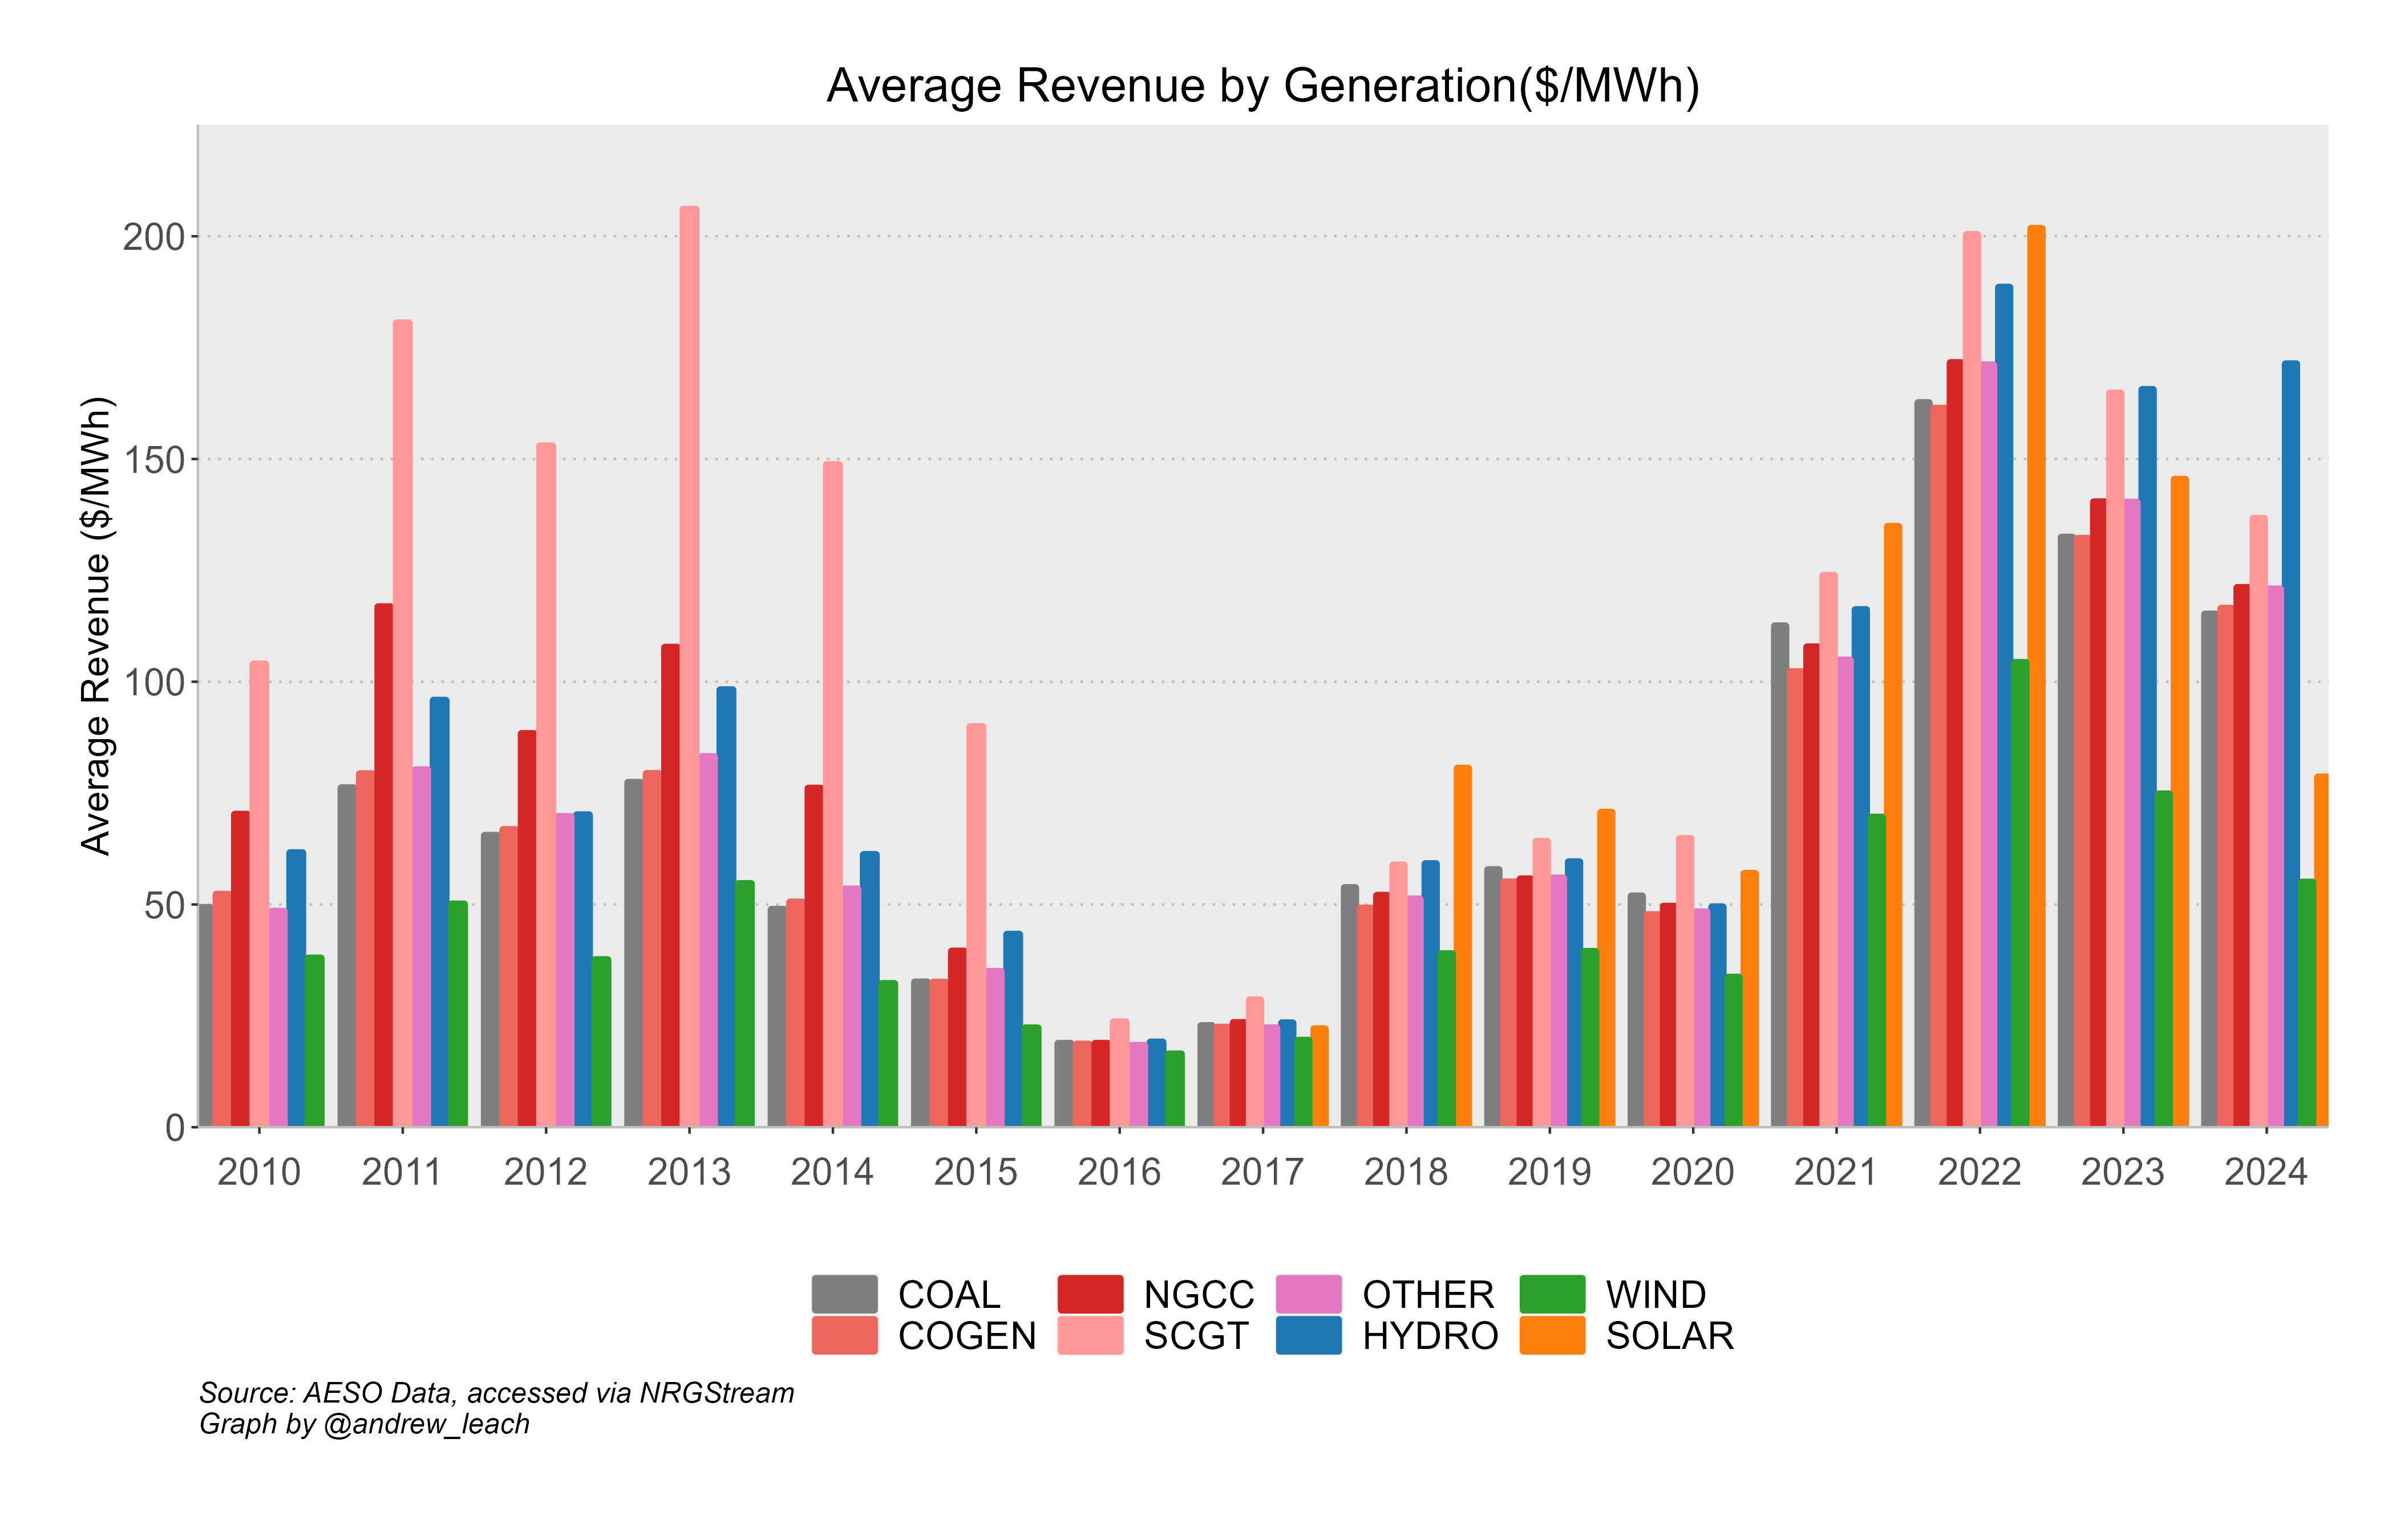 Average Revenue by Generation($/MWh)
Average Revenue ($/MWh)
200
150
100
50
0
2010 2011 2012 2013 2014 2015 2016 2017 2018 2019 2020 2021 2022 2023 2024
COAL NGCC OTHER WIND
COGEN SCGT HYDRO SOLAR
Source: AESO Data, accessed via NRGStream
Graph by @andrew_leach